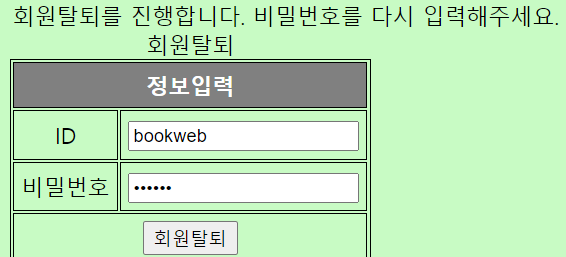 회원탈퇴를 진행합니다. 비밀번호를 다시 입력해주세요.
회원탈퇴
정보입력
ID bookweb
비밀번호 ••••••
회원탈퇴